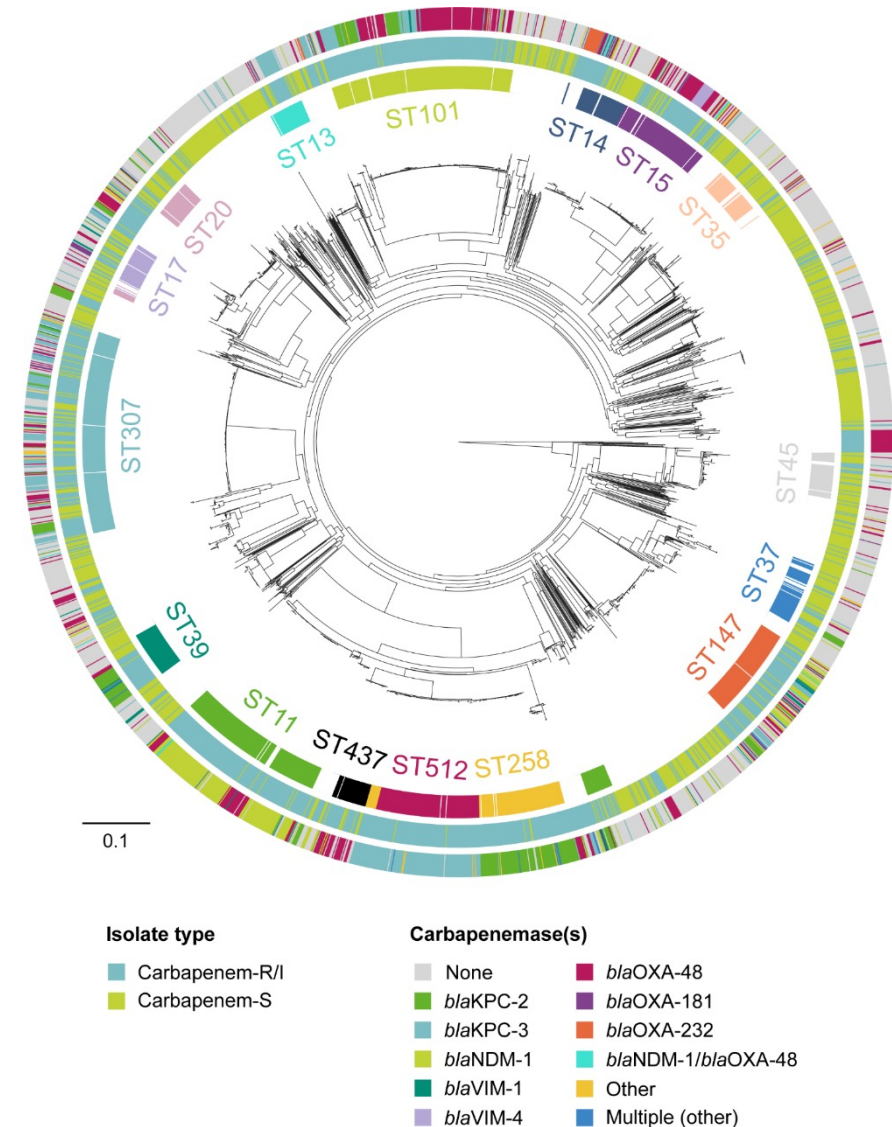 ST101
ST13
ST14
ST15
ST35
ST20
ST17
ST307
ST45
ST37
ST147
ST39
ST11
ST437
ST512
ST258
0.1
Isolate type
Carbapenem-R/I
Carbapenem-S
Carbapenemase(s)
None
blaKPC-2
blaKPC-3
blaNDM-1
blaVIM-1
blaVIM-4
blaOXA-48
blaOXA-181
blaOXA-232
blaNDM-1/blaOXA-48
Other
Multiple (other)